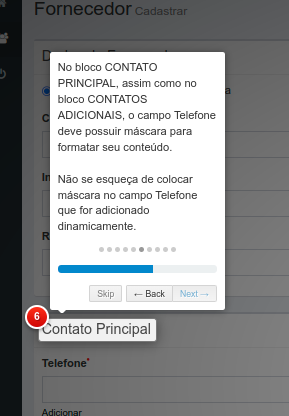 Fornecedor Cadastrar
No bloco CONTATO
PRINCIPAL, assim como no
bloco CONTATOS
ADICIONAIS, o campo Telefone
deve possuir máscara para
formatar seu conteúdo.
Não se esqueça de colocar
máscara no campo Telefone
que for adicionado
dinamicamente.
Skip
← Back
Next →
6
Contato Principal
Telefone*
Adicionar